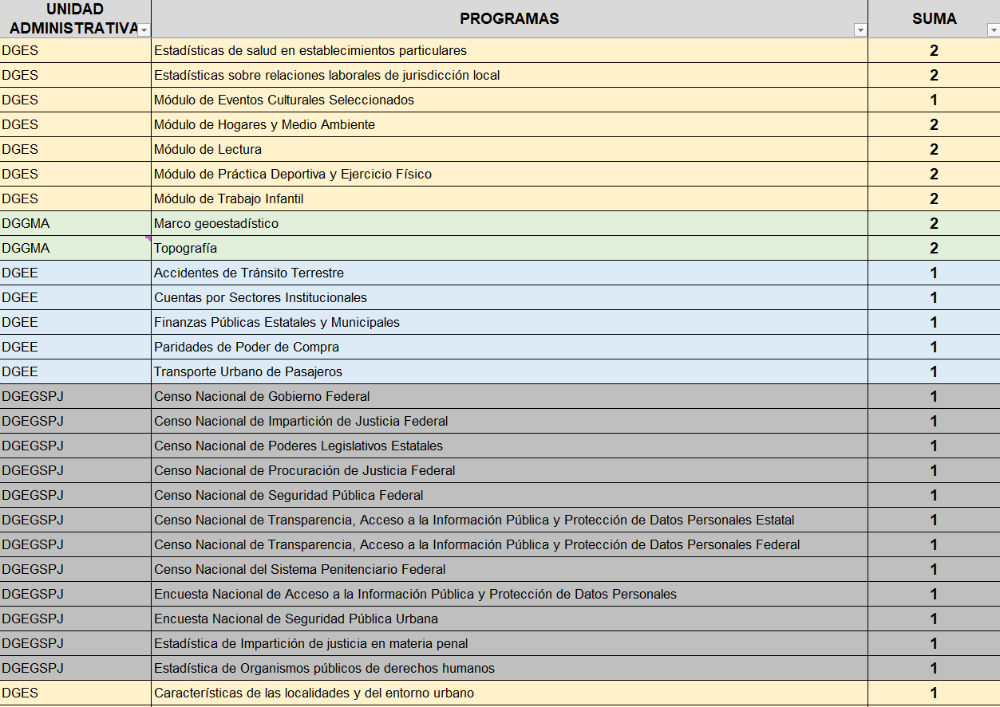 UNIDAD
ADMINISTRATIVA PROGRAMAS SUMA
DGES Estadísticas de salud en establecimientos particulares 2
DGES Estadísticas sobre relaciones laborales de jurisdicción local 2
DGES Módulo de Eventos Culturales Seleccionados 1
DGES Módulo de Hogares y Medio Ambiente 2
DGES Módulo de Lectura 2
DGES Módulo de Práctica Deportiva y Ejercicio Físico 2
DGES Módulo de Trabajo Infantil 2
DGGMA Marco geoestadístico 2
DGGMA Topografía 2
DGEE Accidentes de Tránsito Terrestre 1
DGEE Cuentas por Sectores Institucionales 1
DGEE Finanzas Públicas Estatales y Municipales 1
DGEE Paridades de Poder de Compra 1
DGEE Transporte Urbano de Pasajeros 1
DGEGSPJ Censo Nacional de Gobierno Federal 1
DGEGSPJ Censo Nacional de Impartición de Justicia Federal 1
DGEGSPJ Censo Nacional de Poderes Legislativos Estatales 1
DGEGSPJ Censo Nacional de Procuración de Justicia Federal 1
DGEGSPJ Censo Nacional de Seguridad Pública Federal 1
DGEGSPJ Censo Nacional de Transparencia, Acceso a la Información Pública y Protección de Datos Personales Estatal 1
DGEGSPJ Censo Nacional de Transparencia, Acceso a la Información Pública y Protección de Datos Personales Federal 1
DGEGSPJ Censo Nacional del Sistema Penitenciario Federal 1
DGEGSPJ Encuesta Nacional de Acceso a la Información Pública y Protección de Datos Personales 1
DGEGSPJ Encuesta Nacional de Seguridad Pública Urbana 1
DGEGSPJ Estadística de Impartición de justicia en materia penal 1
DGEGSPJ Estadística de Organismos públicos de derechos humanos 1
DGES Características de las localidades y del entorno urbano 1